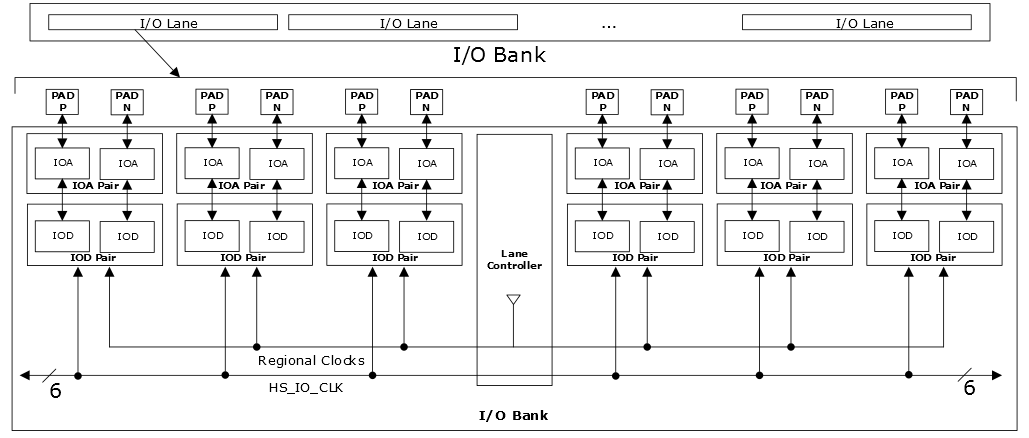 I/O Lane I/O Lane ... I/O Lane
I/O Bank
PAD P PAD N PAD P PAD N PAD P PAD N PAD P PAD N PAD P PAD N PAD P PAD N
IOA IOA IOA IOA IOA IOA IOA IOA IOA IOA IOA IOA
IOA Pair IOA Pair IOA Pair IOA Pair IOA Pair IOA Pair
IOD IOD IOD IOD IOD IOD IOD IOD IOD IOD IOD IOD
IOD Pair IOD Pair IOD Pair IOD Pair IOD Pair IOD Pair
Lane
Controller
Regional Clocks
6 HS_IO_CLK 6
I/O Bank